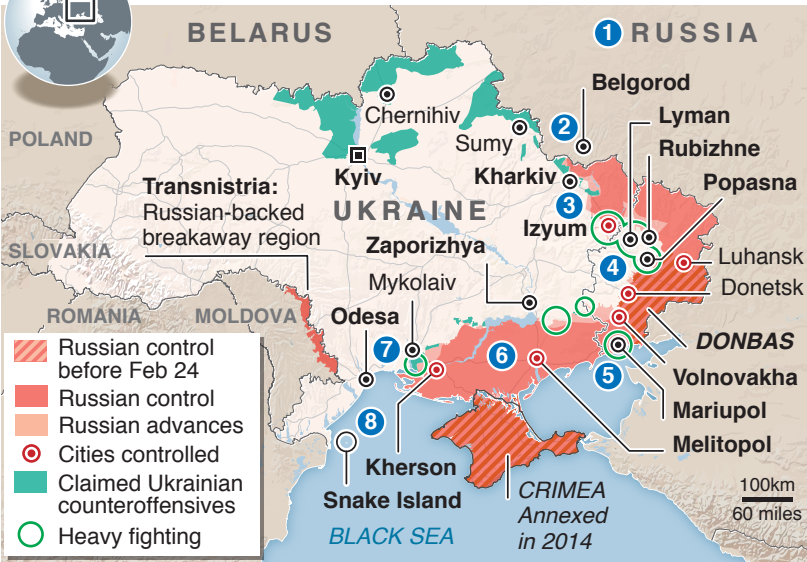 BELARUS
1 RUSSIA
Belgorod
Chernihiv
2
Lyman
Sumy
POLAND
Rubizhne
Kyiv
Kharkiv
Popasna
Transnistria:
Russian-backed
breakaway region
UKRAINE
3
Izyum
SLOVAKIA
Zaporizhya
4
Luhansk
Mykolaiv
Donetsk
ROMANIA
MOLDOVA
Odesa
DONBAS
7
6
5
Volnovakha
Mariupol
8
Melitopol
Kherson
Snake Island
CRIMEA
Annexed
in 2014
BLACK SEA
100km
60 miles
Russian control
before Feb 24
Russian control
Russian advances
Cities controlled
Claimed Ukrainian
counteroffensives
Heavy fighting